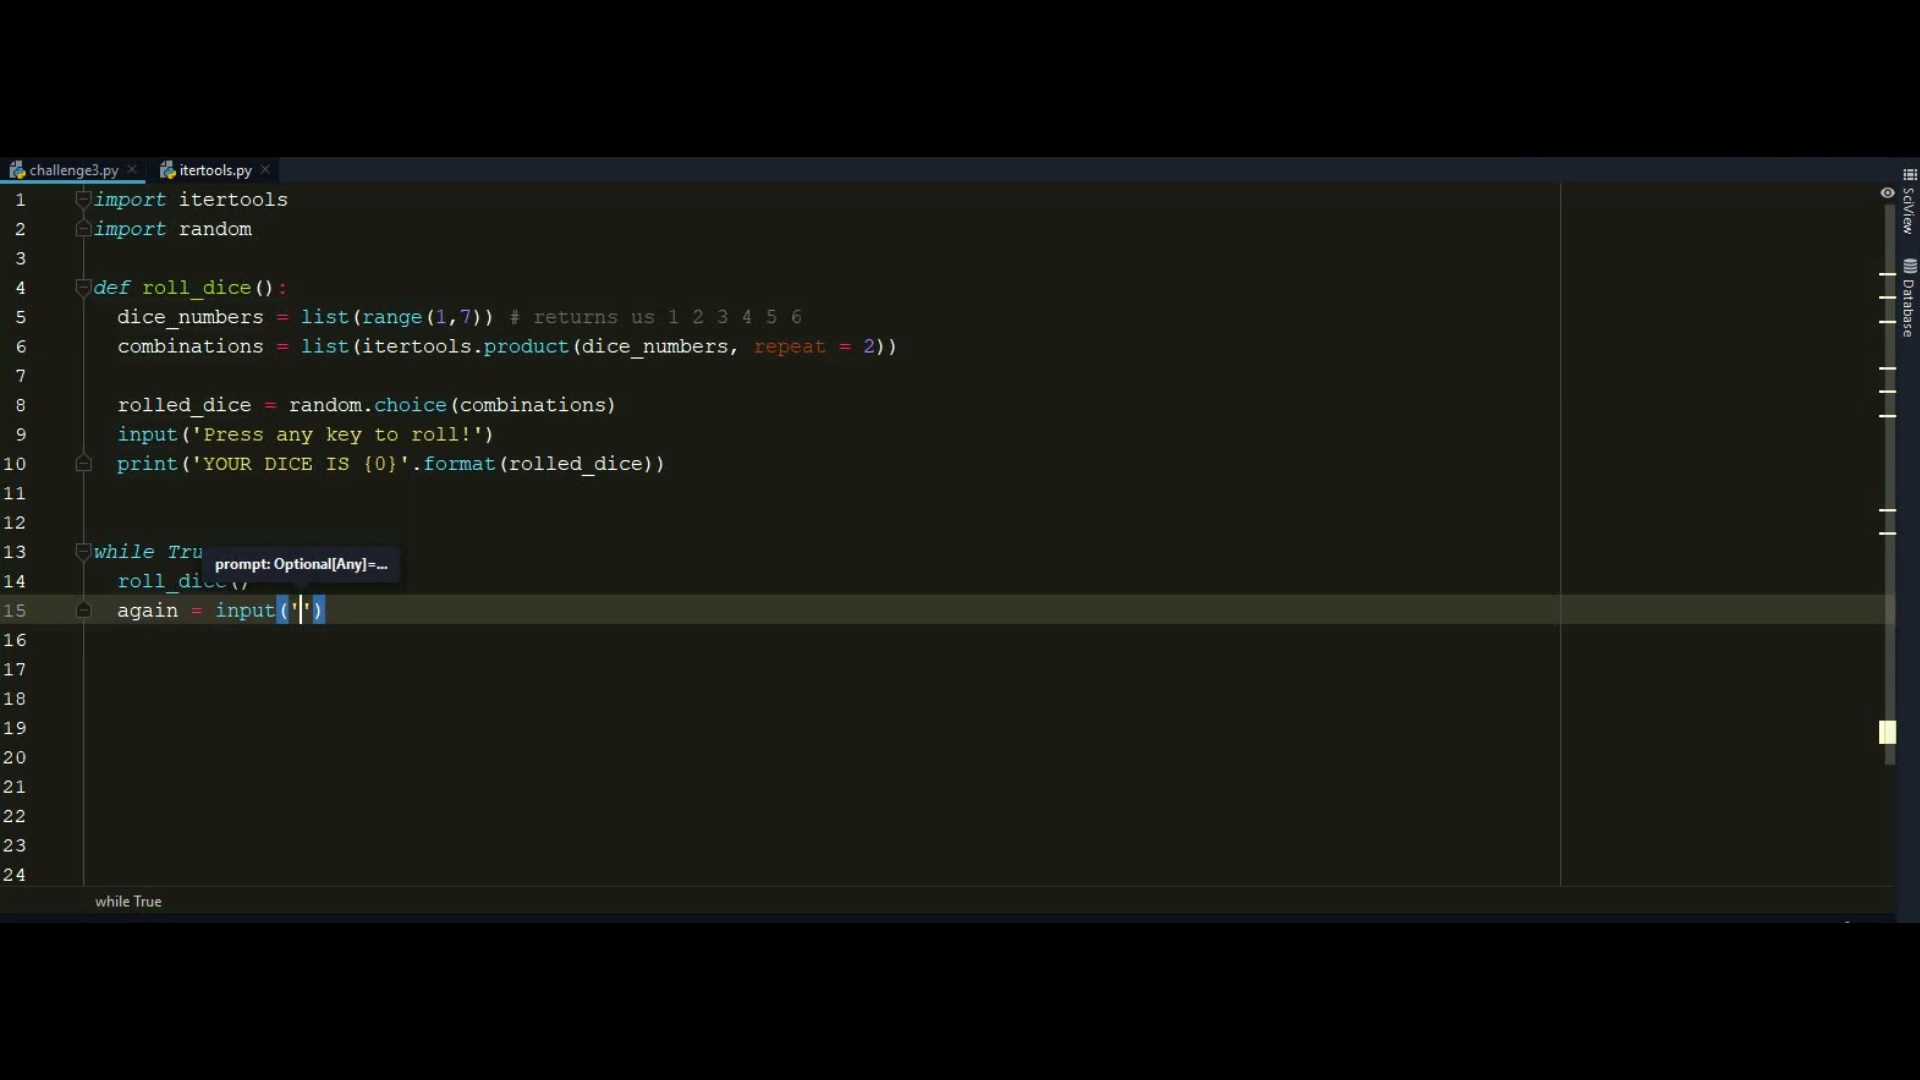 challenge3.py
itertools.py
1 import itertools
2 import random
3
4 def roll_dice():
5 dice_numbers = list(range(1,7)) # returns us 1 2 3 4 5 6
6 combinations = list(itertools.product(dice_numbers, repeat = 2))
7
8 rolled_dice = random.choice(combinations)
9 input('Press any key to roll!')
10 print('YOUR DICE IS {0}'.format(rolled_dice))
11
12
13 while Tru
prompt: Optional[Any]=...
14 roll_dice()
15 again = input('')
16
17
18
19
20
21
22
23
24
while True
SciView
Database